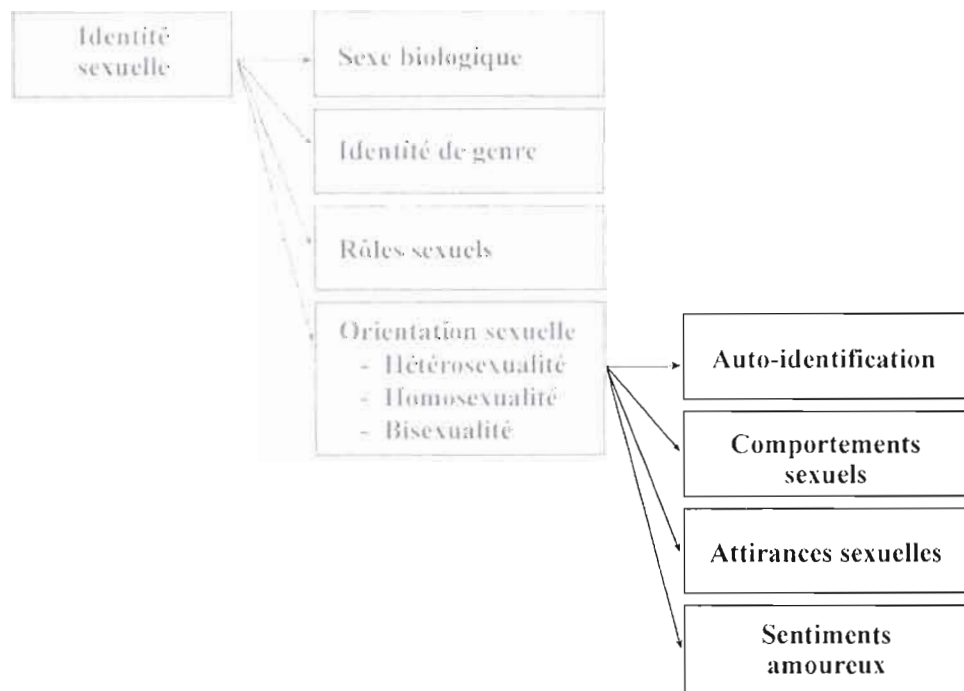 Identité
sexuelle
Sexe biologique
Identité de genre
Rôles sexuels
Orientation sexuelle
- Hétérosexualité
- Homosexualité
- Bisexualité
Auto-identification
Comportements
sexuels
Attirances sexuelles
Sentiments
amoureux